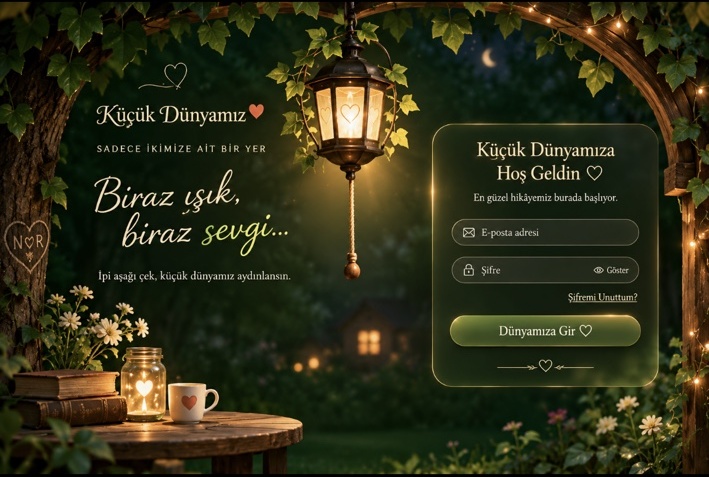 Küçük Dünyamız
SADECE İKİMİZE AİT BİR YER
Biraz ışık,
biraz sevgi...
İpi aşağı çek, küçük dünyamız aydınlansın.
N♡R
Küçük Dünyamıza
Hoş Geldin ♡
En güzel hikâyemiz burada başlıyor.
E-posta adresi
Şifre
Göster
Şifremi Unuttum?
Dünyamıza Gir ♡